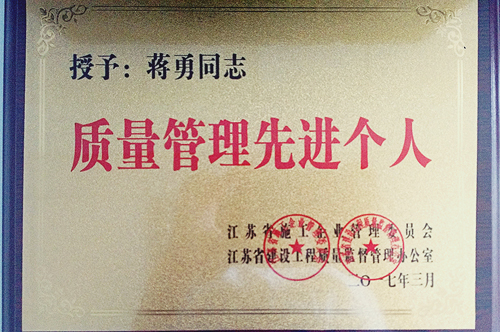 授予：蒋勇同志
质量管理先进个人
江苏省施工企业管理委员会
江苏省建设工程质量监督管理办公室
二〇一七年三月